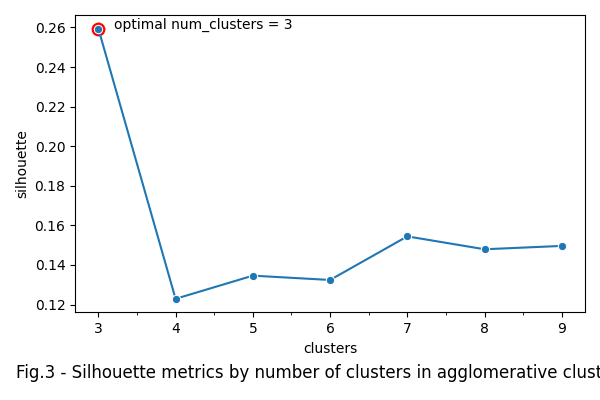 optimal num_clusters = 3
0.26
0.24
0.22
0.20
0.18
0.16
0.14
0.12
silhouette
3 4 5 6 7 8 9
clusters
Fig.3 - Silhouette metrics by number of clusters in agglomerative clust